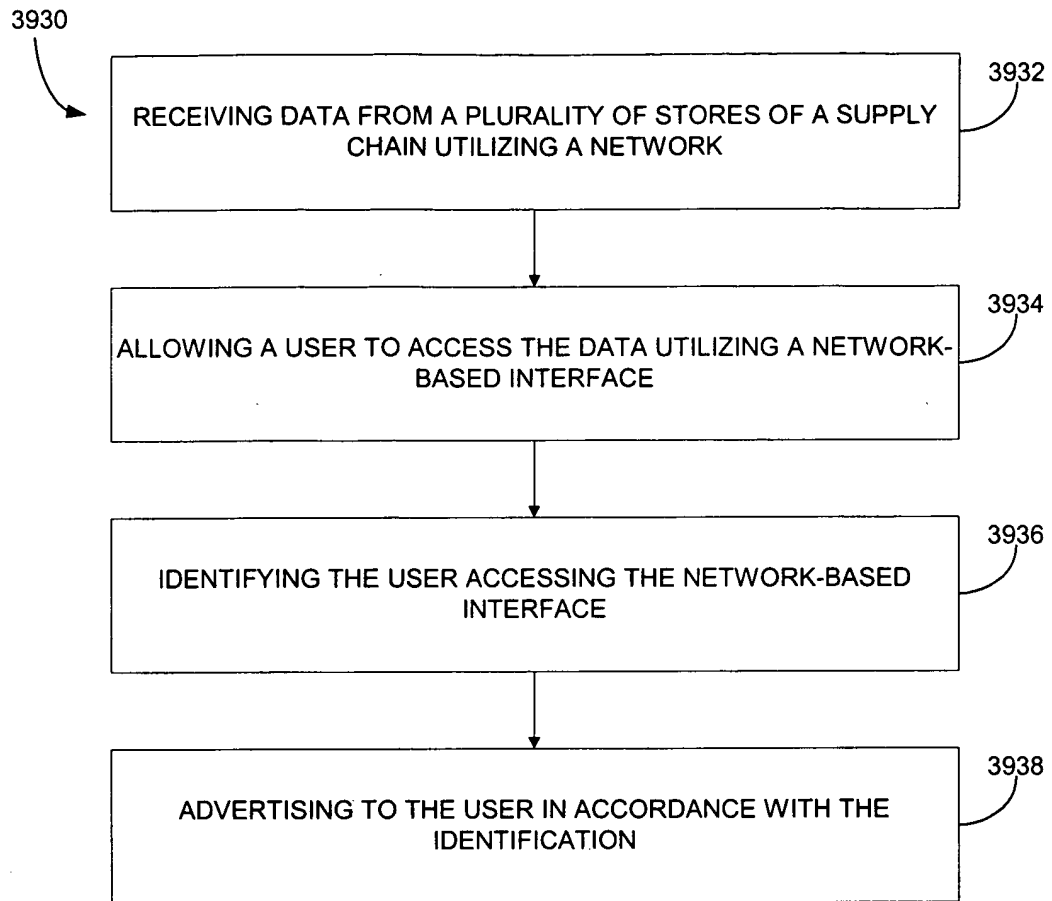 3930
3932
RECEIVING DATA FROM A PLURALITY OF STORES OF A SUPPLY
CHAIN UTILIZING A NETWORK
3934
ALLOWING A USER TO ACCESS THE DATA UTILIZING A NETWORK-
BASED INTERFACE
3936
IDENTIFYING THE USER ACCESSING THE NETWORK-BASED
INTERFACE
3938
ADVERTISING TO THE USER IN ACCORDANCE WITH THE
IDENTIFICATION